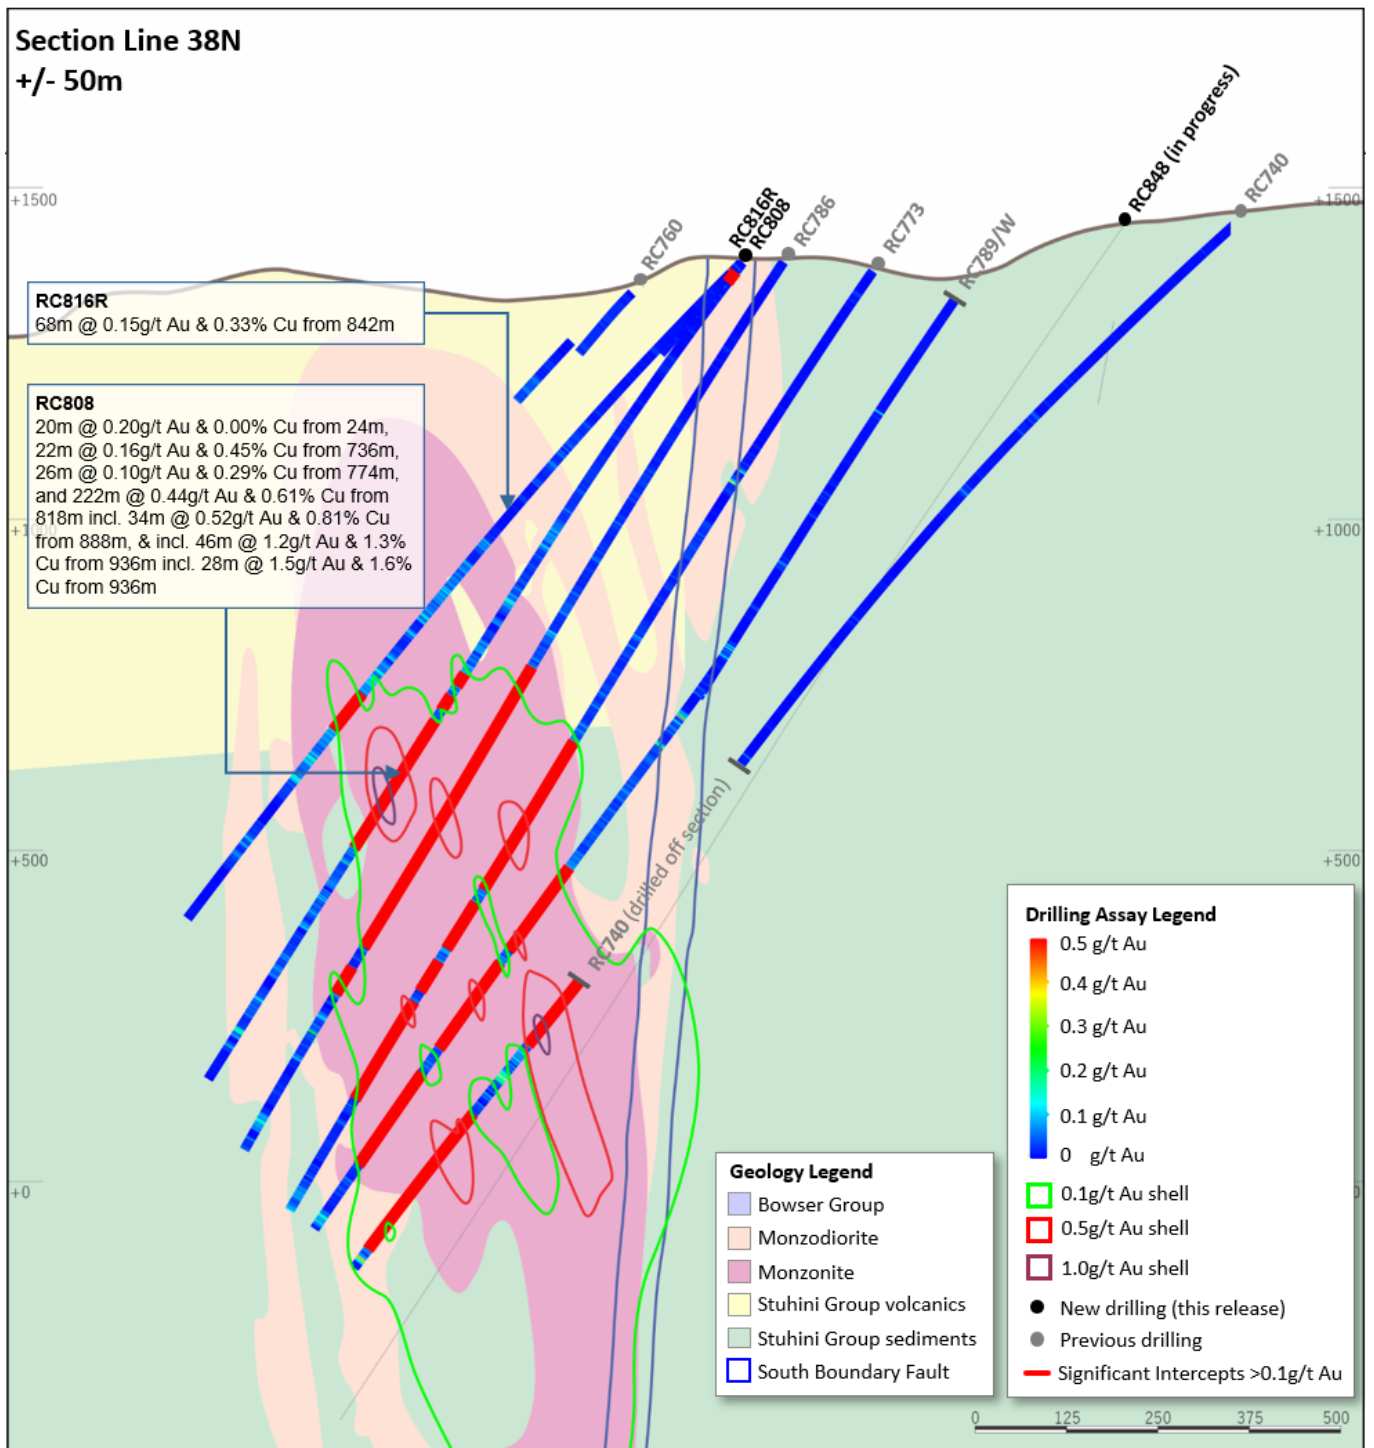 Section Line 38N
+/- 50m
RC848 (in progress)
RC740
+1500
+1500
RC816R
RC808
RC786
RC760
RC773
RC789/W
RC816R
68m @ 0.15g/t Au & 0.33% Cu from 842m
RC808
20m @ 0.20g/t Au & 0.00% Cu from 24m,
22m @ 0.16g/t Au & 0.45% Cu from 736m,
26m @ 0.10g/t Au & 0.29% Cu from 774m,
and 222m @ 0.44g/t Au & 0.61% Cu from
818m incl. 34m @ 0.52g/t Au & 0.81% Cu
from 888m, & incl. 46m @ 1.2g/t Au & 1.3%
Cu from 936m incl. 28m @ 1.5g/t Au & 1.6%
Cu from 936m
+1000
+1000
+500
+500
RC740 (drilled off section)
+0
0
Drilling Assay Legend
0.5 g/t Au
0.4 g/t Au
0.3 g/t Au
0.2 g/t Au
0.1 g/t Au
0 g/t Au
0.1g/t Au shell
0.5g/t Au shell
1.0g/t Au shell
New drilling (this release)
Previous drilling
Significant Intercepts >0.1g/t Au
Geology Legend
Bowser Group
Monzodiorite
Monzonite
Stuhini Group volcanics
Stuhini Group sediments
South Boundary Fault
0 125 250 375 500